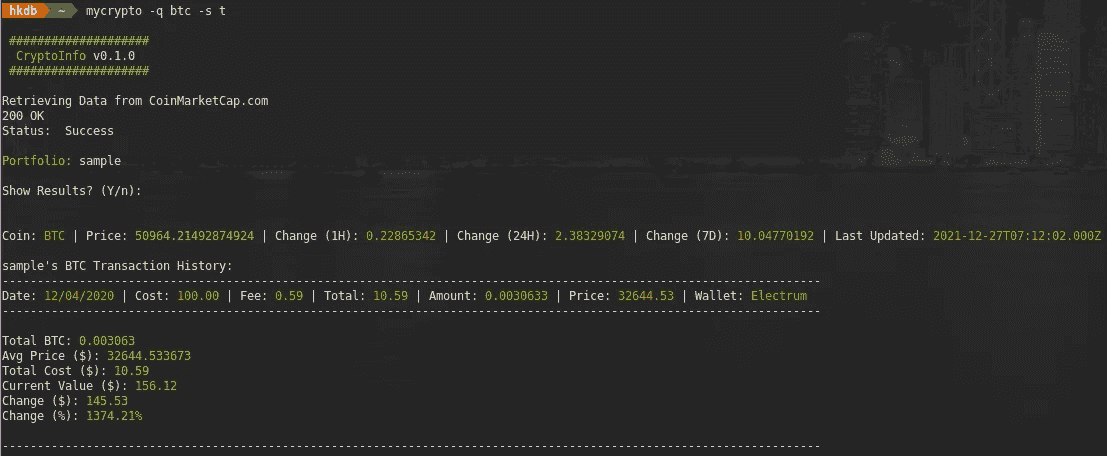 hkdb ~ mycrypto -q btc -s t
####################
CryptoInfo v0.1.0
####################
Retrieving Data from CoinMarketCap.com
200 OK
Status:  Success
Portfolio: sample
Show Results? (Y/n):
Coin: BTC | Price: 50964.21492874924 | Change (1H): 0.22865342 | Change (24H): 2.38329074 | Change (7D): 10.04770192 | Last Updated: 2021-12-27T07:12:02.000Z
sample's BTC Transaction History:
---------------------------------------------------------------------------------------------------------------------
Date: 12/04/2020 | Cost: 100.00 | Fee: 0.59 | Total: 10.59 | Amount: 0.0030633 | Price: 32644.53 | Wallet: Electrum
---------------------------------------------------------------------------------------------------------------------
Total BTC: 0.003063
Avg Price ($): 32644.533673
Total Cost ($): 10.59
Current Value ($): 156.12
Change ($): 145.53
Change (%): 1374.21%
---------------------------------------------------------------------------------------------------------------------